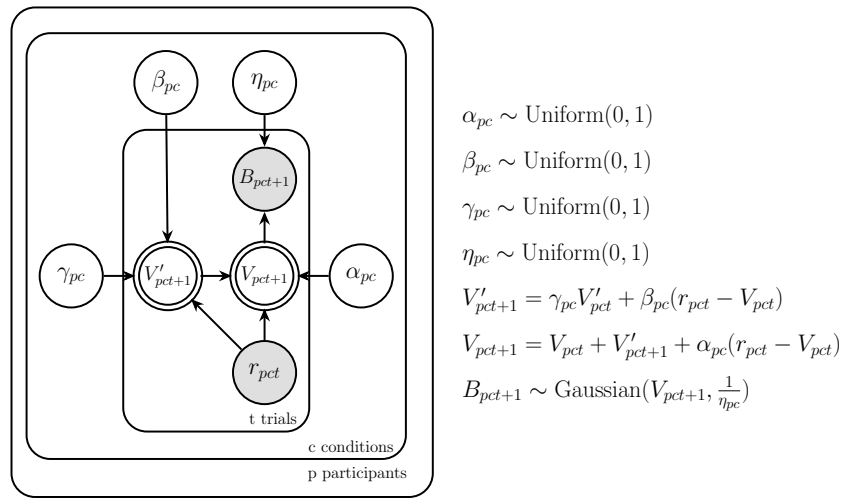 β_pc
η_pc
B_pct+1
γ_pc
V′_pct+1
V_pct+1
α_pc
r_pct
t trials
c conditions
p participants
α_pc ∼ Uniform(0, 1)
β_pc ∼ Uniform(0, 1)
γ_pc ∼ Uniform(0, 1)
η_pc ∼ Uniform(0, 1)
V′_pct+1 = γ_pc V′_pct + β_pc(r_pct − V_pct)
V_pct+1 = V_pct + V′_pct+1 + α_pc(r_pct − V_pct)
B_pct+1 ∼ Gaussian(V_pct+1, 1/η_pc)